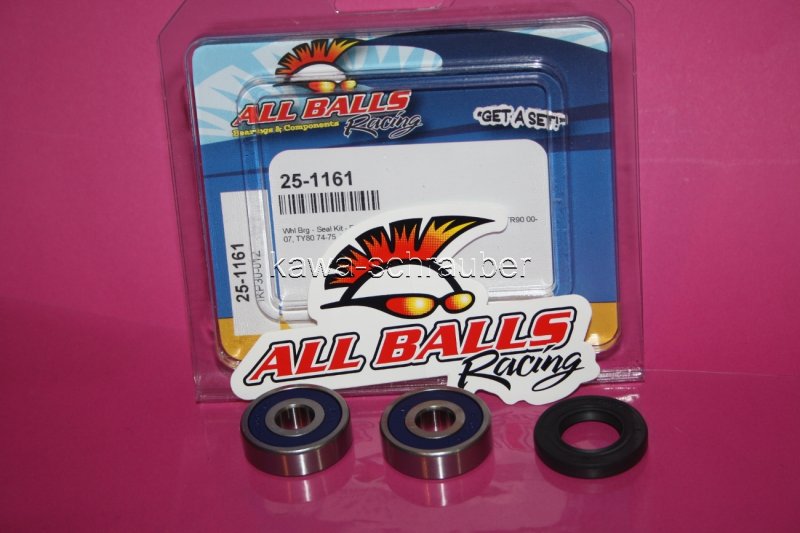 ALL BALLS
Bearings & Components
Racing
"GET A SET!"
25-1161
Whl Brg - Seal Kit -
TR90 00-
07, TY80 74-75
25-1161
kawa-schrauber
ALL BALLS
Racing